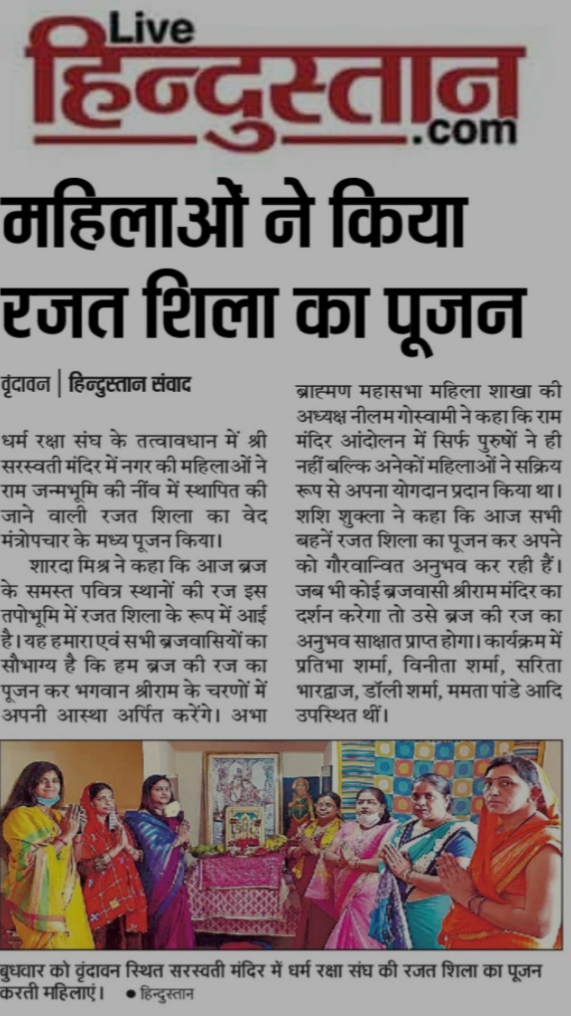 Live
हिन्दुस्तान
.com
महिलाओं ने किया
रजत शिला का पूजन
वृंदावन | हिन्दुस्तान संवाद
धर्म रक्षा संघ के तत्वावधान में श्री
सरस्वती मंदिर में नगर की महिलाओं ने
राम जन्मभूमि की नींव में स्थापित की
जाने वाली रजत शिला का वेद
मंत्रोपचार के मध्य पूजन किया।
शारदा मिश्र ने कहा कि आज ब्रज
के समस्त पवित्र स्थानों की रज इस
तपोभूमि में रजत शिला के रूप में आई
है। यह हमारा एवं सभी ब्रजवासियों का
सौभाग्य है कि हम ब्रज की रज का
पूजन कर भगवान श्रीराम के चरणों में
अपनी आस्था अर्पित करेंगे। अभा
ब्राह्मण महासभा महिला शाखा की
अध्यक्ष नीलम गोस्वामी ने कहा कि राम
मंदिर आंदोलन में सिर्फ पुरुषों ने ही
नहीं बल्कि अनेकों महिलाओं ने सक्रिय
रूप से अपना योगदान प्रदान किया था।
शशि शुक्ला ने कहा कि आज सभी
बहनें रजत शिला का पूजन कर अपने
को गौरवान्वित अनुभव कर रही हैं।
जब भी कोई ब्रजवासी श्रीराम मंदिर का
दर्शन करेगा तो उसे ब्रज की रज का
अनुभव साक्षात प्राप्त होगा। कार्यक्रम में
प्रतिभा शर्मा, विनीता शर्मा, सरिता
भारद्वाज, डॉली शर्मा, ममता पांडे आदि
उपस्थित थीं।
बुधवार को वृंदावन स्थित सरस्वती मंदिर में धर्म रक्षा संघ की रजत शिला का पूजन
करती महिलाएं। ● हिन्दुस्तान